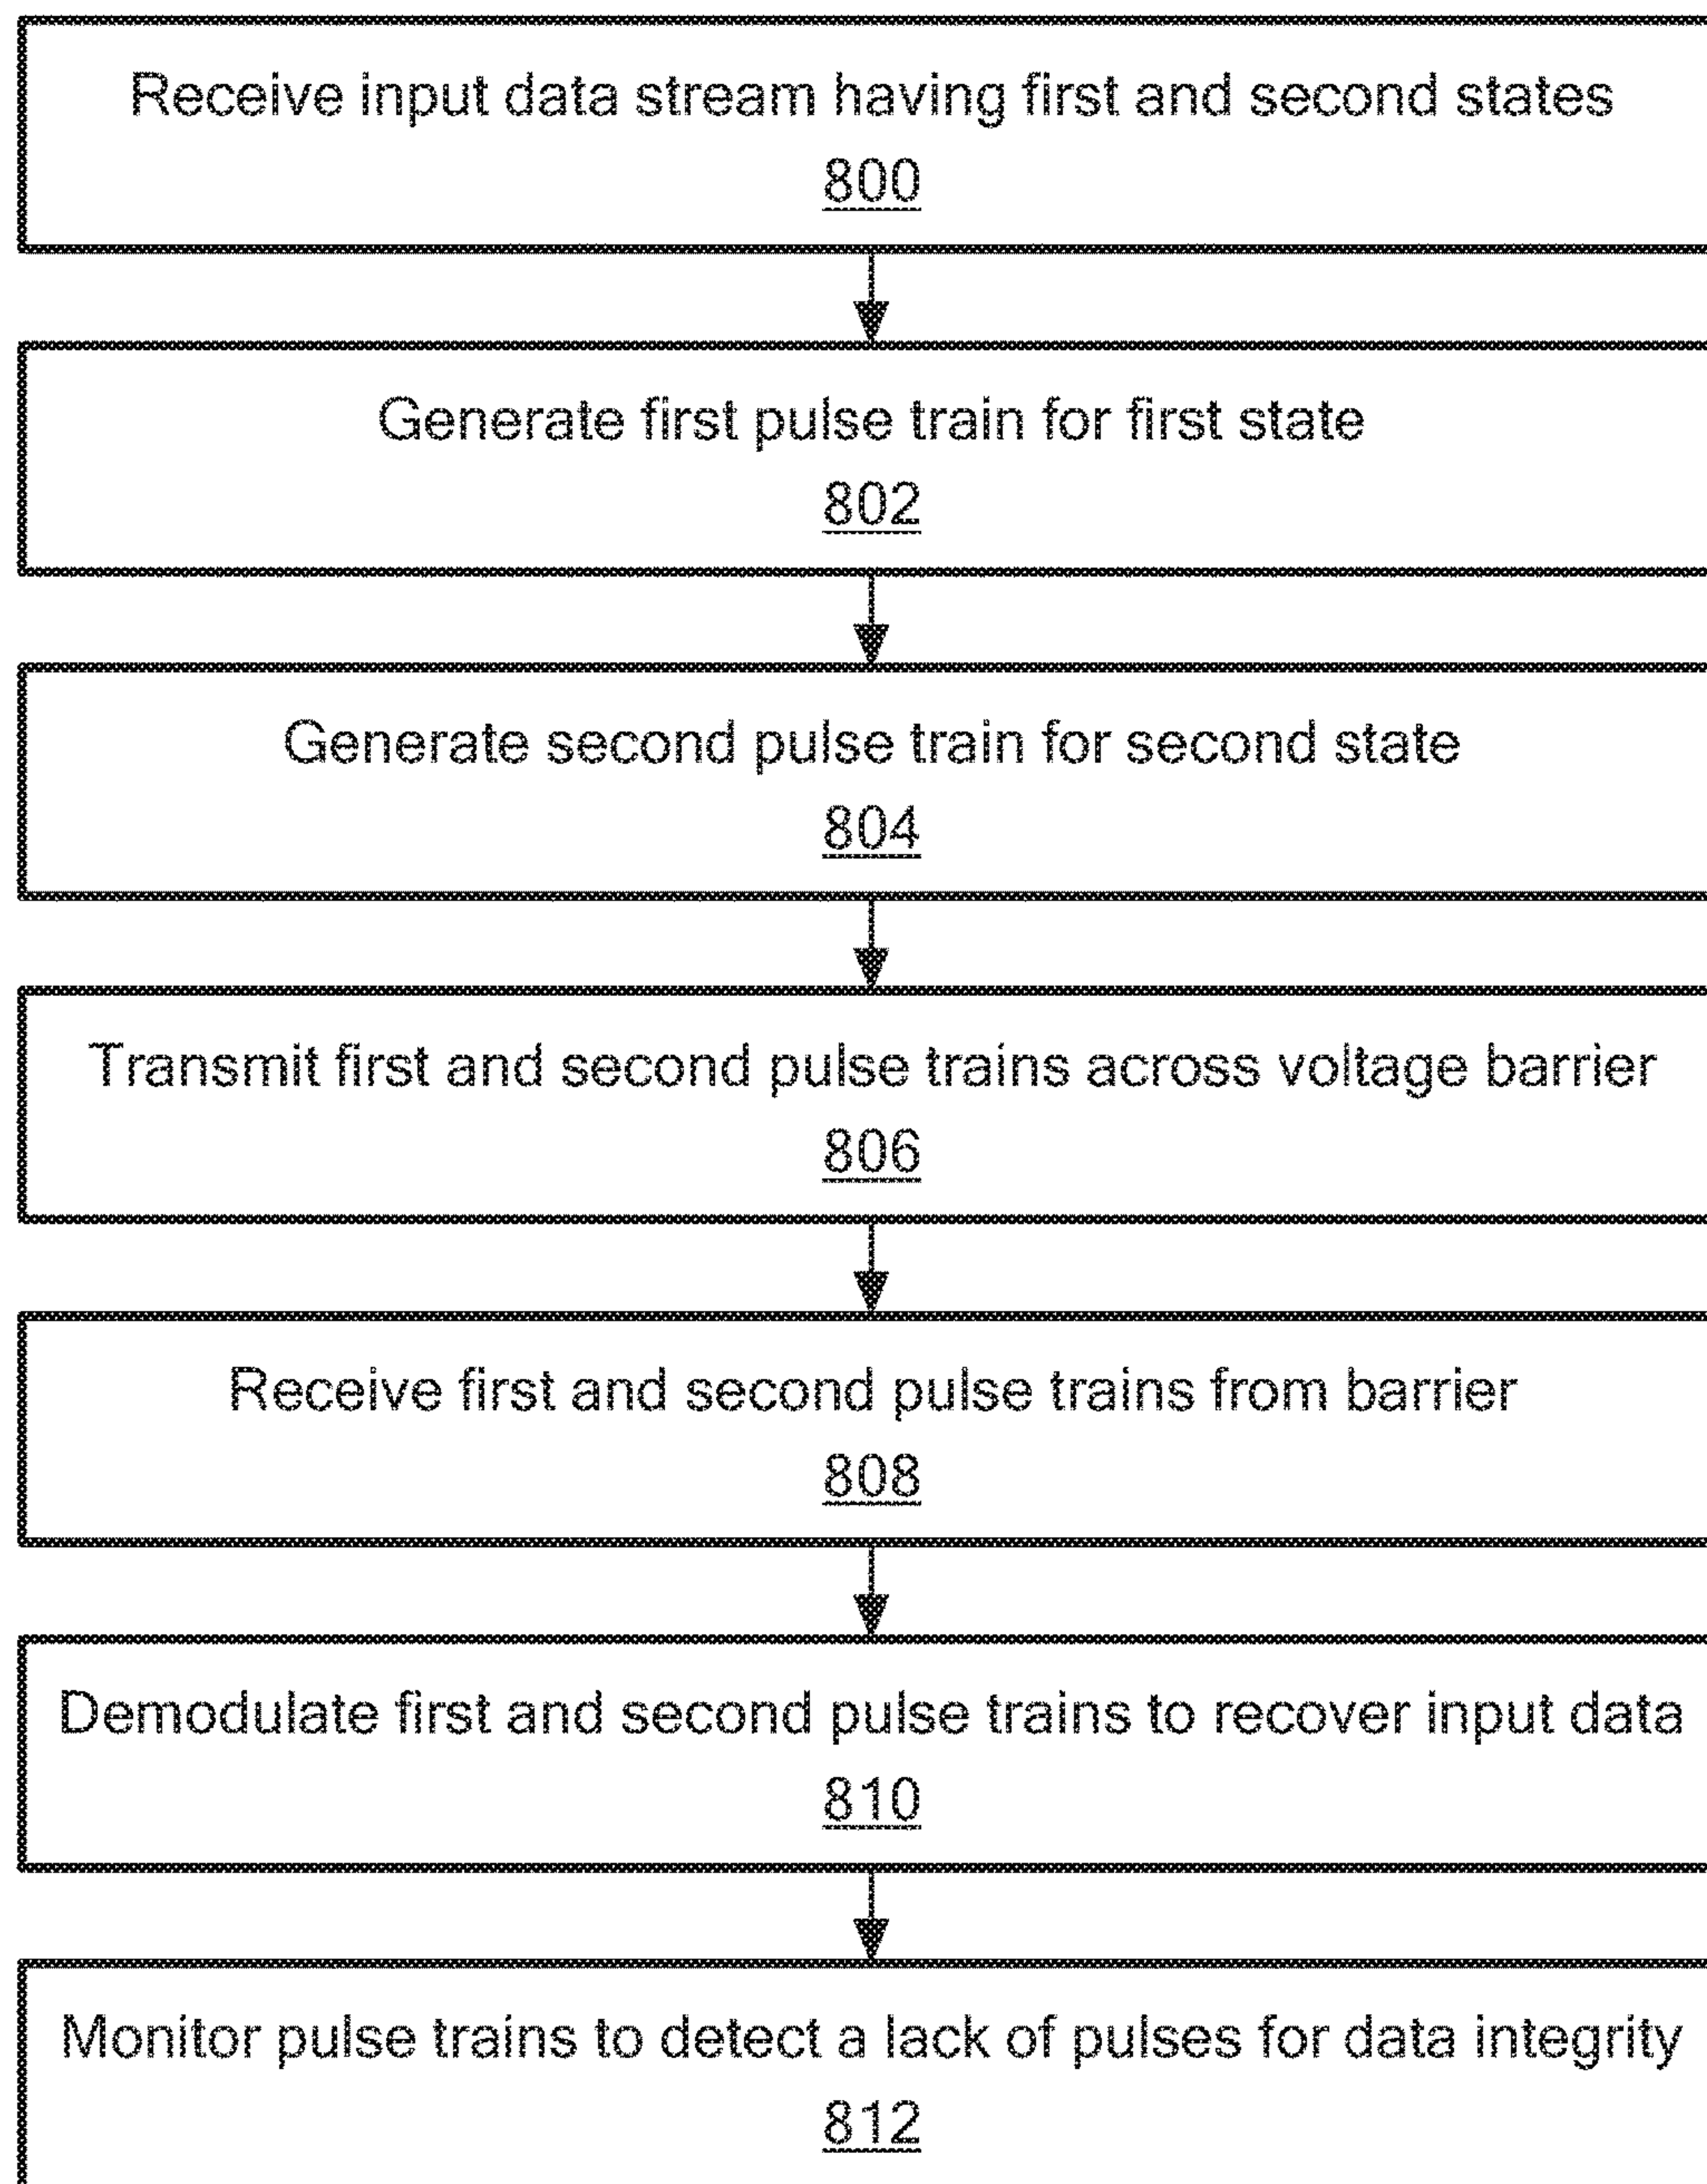 Receive input data stream having first and second states
800
Generate first pulse train for first state
802
Generate second pulse train for second state
804
Transmit first and second pulse trains across voltage barrier
806
Receive first and second pulse trains from barrier
808
Demodulate first and second pulse trains to recover input data
810
Monitor pulse trains to detect a lack of pulses for data integrity
812